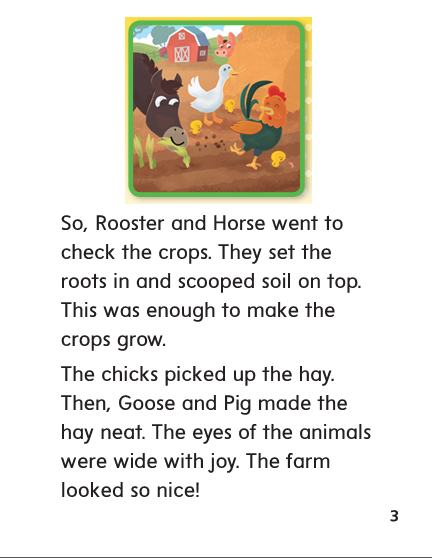 So, Rooster and Horse went to
check the crops. They set the
roots in and scooped soil on top.
This was enough to make the
crops grow.
The chicks picked up the hay.
Then, Goose and Pig made the
hay neat. The eyes of the animals
were wide with joy. The farm
looked so nice!
3